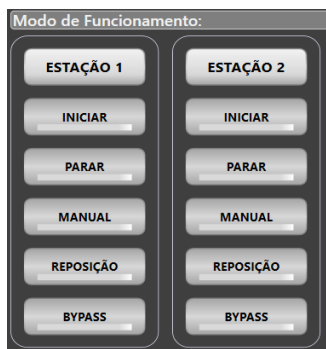 Modo de Funcionamento:
ESTAÇÃO 1
INICIAR
PARAR
MANUAL
REPOSIÇÃO
BYPASS
ESTAÇÃO 2
INICIAR
PARAR
MANUAL
REPOSIÇÃO
BYPASS